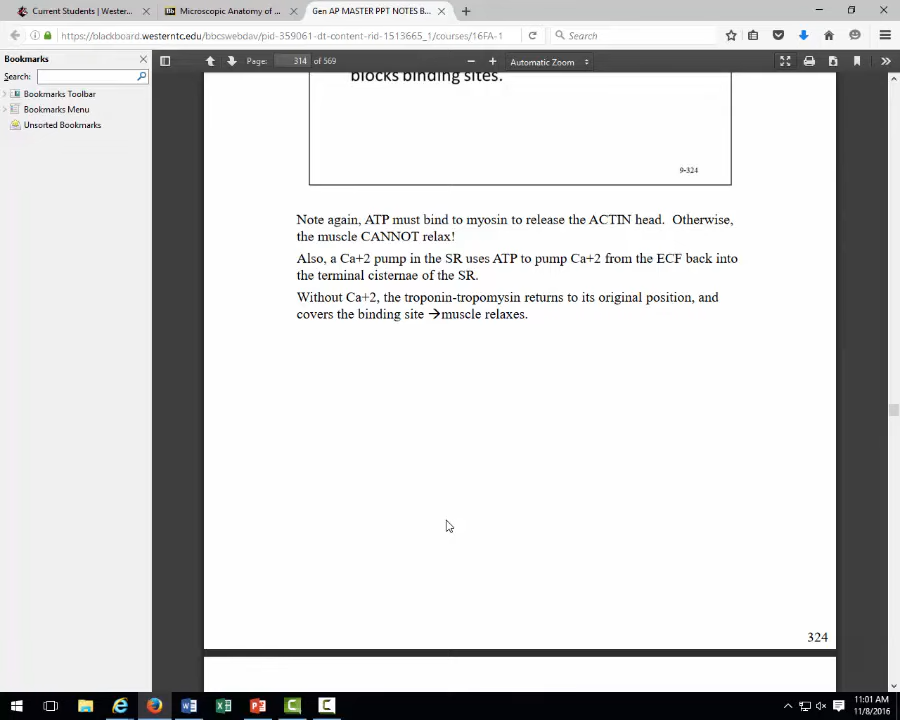 Current Students | Wester...
Microscopic Anatomy of ...
Gen AP MASTER PPT NOTES B...
https://blackboard.westerntc.edu/bbcswebdav/pid-359061-dt-content-rid-1513665_1/courses/16FA-1
Search
Bookmarks
Page: 314 of 569
Automatic Zoom
Search:
Bookmarks Toolbar
Bookmarks Menu
Unsorted Bookmarks
blocks binding sites.
9-324
Note again, ATP must bind to myosin to release the ACTIN head. Otherwise,
the muscle CANNOT relax!
Also, a Ca+2 pump in the SR uses ATP to pump Ca+2 from the ECF back into
the terminal cisternae of the SR.
Without Ca+2, the troponin-tropomysin returns to its original position, and
covers the binding site →muscle relaxes.
324
11:01 AM
11/8/2016